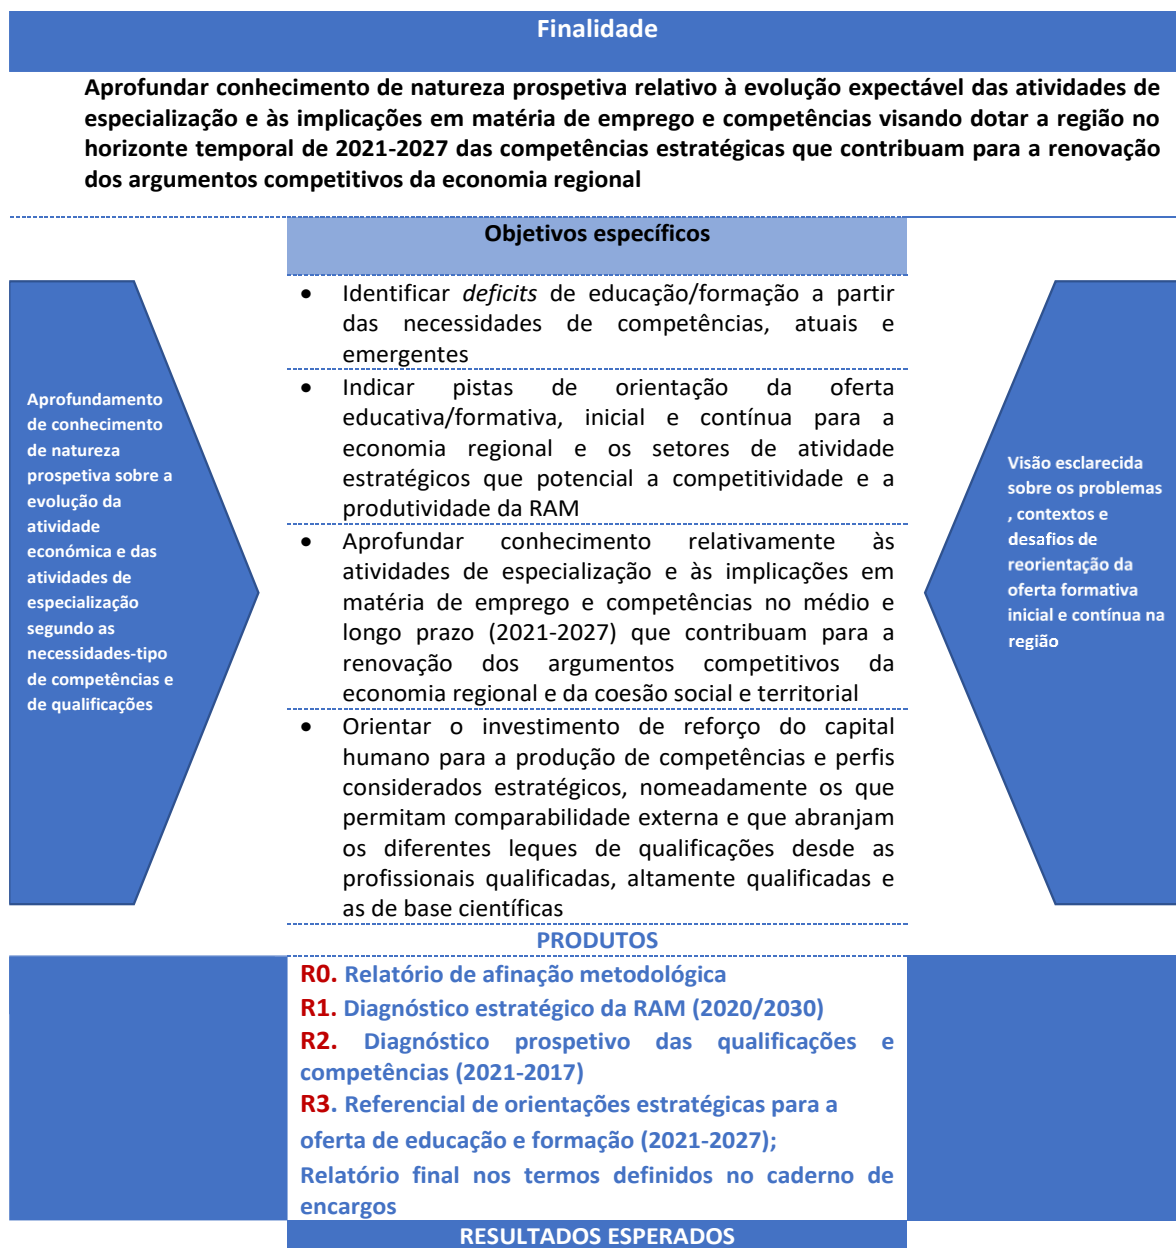 Finalidade
Aprofundar conhecimento de natureza prospetiva relativo à evolução expectável das atividades de
especialização e às implicações em matéria de emprego e competências visando dotar a região no
horizonte temporal de 2021-2027 das competências estratégicas que contribuam para a renovação
dos argumentos competitivos da economia regional
Objetivos específicos
Aprofundamento
de conhecimento
de natureza
prospetiva sobre a
evolução da
atividade
económica e das
atividades de
especialização
segundo as
necessidades-tipo
de competências e
de qualificações
• Identificar deficits de educação/formação a partir
das necessidades de competências, atuais e
emergentes
• Indicar pistas de orientação da oferta
educativa/formativa, inicial e contínua para a
economia regional e os setores de atividade
estratégicos que potencial a competitividade e a
produtividade da RAM
• Aprofundar conhecimento relativamente às
atividades de especialização e às implicações em
matéria de emprego e competências no médio e
longo prazo (2021-2027) que contribuam para a
renovação dos argumentos competitivos da
economia regional e da coesão social e territorial
• Orientar o investimento de reforço do capital
humano para a produção de competências e perfis
considerados estratégicos, nomeadamente os que
permitam comparabilidade externa e que abranjam
os diferentes leques de qualificações desde as
profissionais qualificadas, altamente qualificadas e
as de base científicas
Visão esclarecida
sobre os problemas
, contextos e
desafios de
reorientação da
oferta formativa
inicial e contínua na
região
PRODUTOS
R0. Relatório de afinação metodológica
R1. Diagnóstico estratégico da RAM (2020/2030)
R2. Diagnóstico prospetivo das qualificações e
competências (2021-2017)
R3. Referencial de orientações estratégicas para a
oferta de educação e formação (2021-2027);
Relatório final nos termos definidos no caderno de
encargos
RESULTADOS ESPERADOS